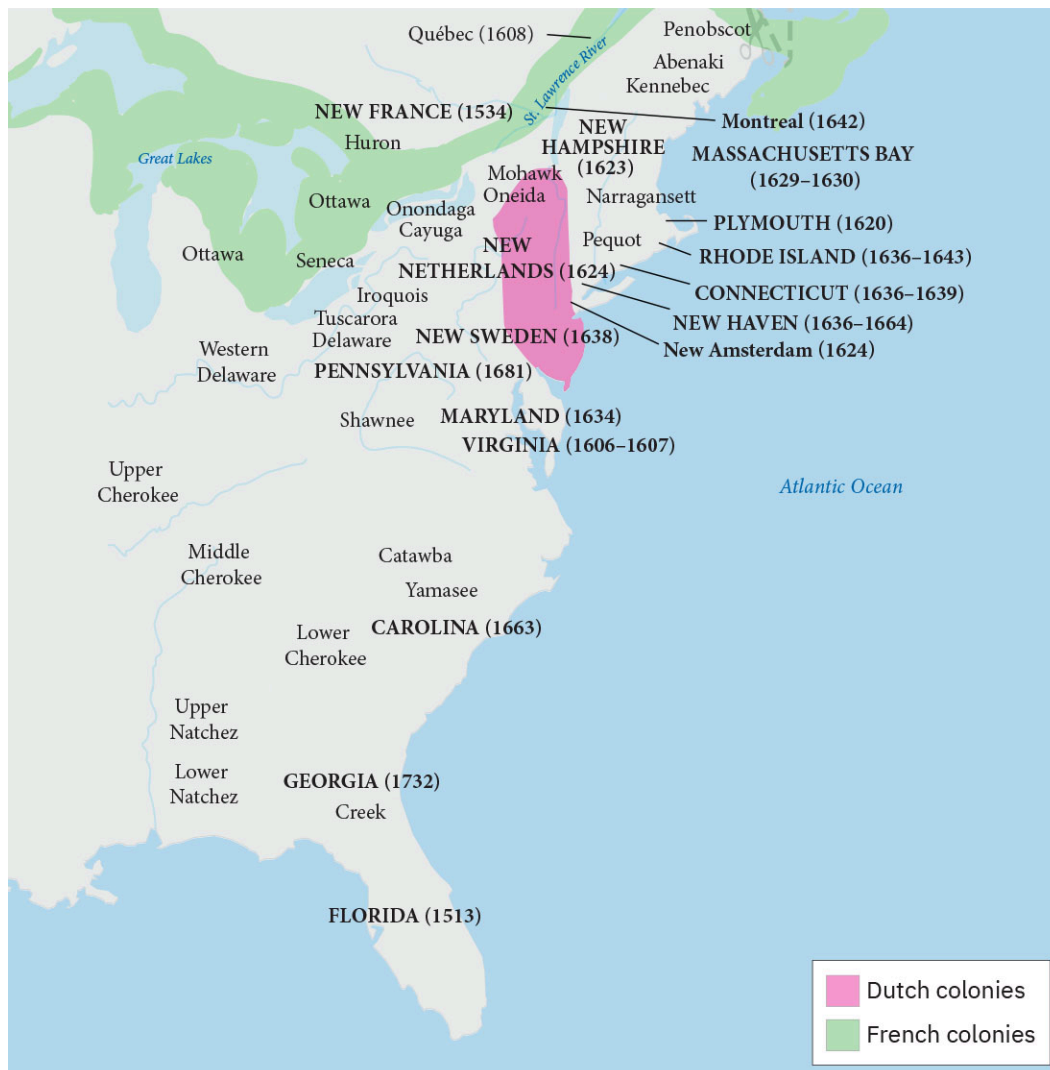 Québec (1608)
Penobscot
Abenaki
Kennebec
St. Lawrence River
NEW FRANCE (1534)
Huron
Great Lakes
NEW
HAMPSHIRE
(1623)
Montreal (1642)
MASSACHUSETTS BAY
(1629–1630)
Mohawk
Oneida
Narragansett
Ottawa
Onondaga
Cayuga
PLYMOUTH (1620)
Ottawa
Seneca
NEW
NETHERLANDS (1624)
Pequot
RHODE ISLAND (1636–1643)
Iroquois
CONNECTICUT (1636–1639)
Tuscarora
Delaware
NEW HAVEN (1636–1664)
NEW SWEDEN (1638)
New Amsterdam (1624)
Western
Delaware
PENNSYLVANIA (1681)
Shawnee
MARYLAND (1634)
VIRGINIA (1606–1607)
Upper
Cherokee
Atlantic Ocean
Middle
Cherokee
Catawba
Yamasee
CAROLINA (1663)
Lower
Cherokee
Upper
Natchez
Lower
Natchez
GEORGIA (1732)
Creek
FLORIDA (1513)
Dutch colonies
French colonies